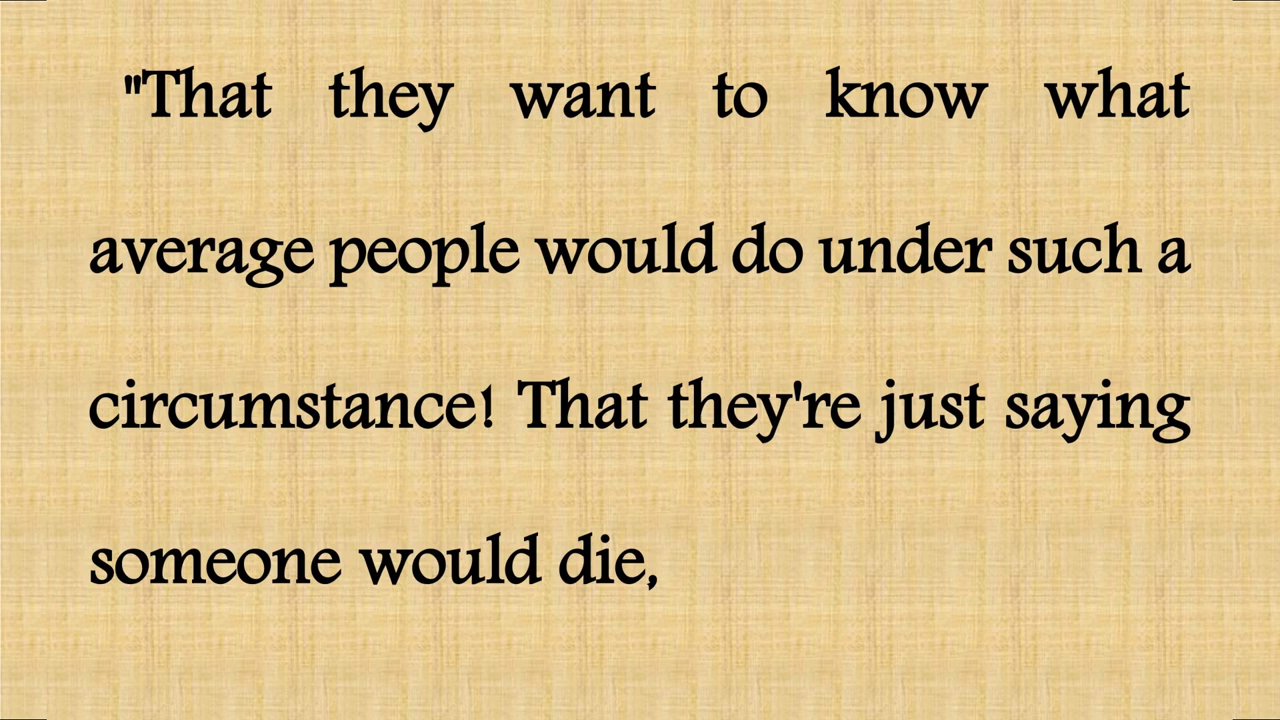 "That they want to know what
average people would do under such a
circumstance! That they're just saying
someone would die,